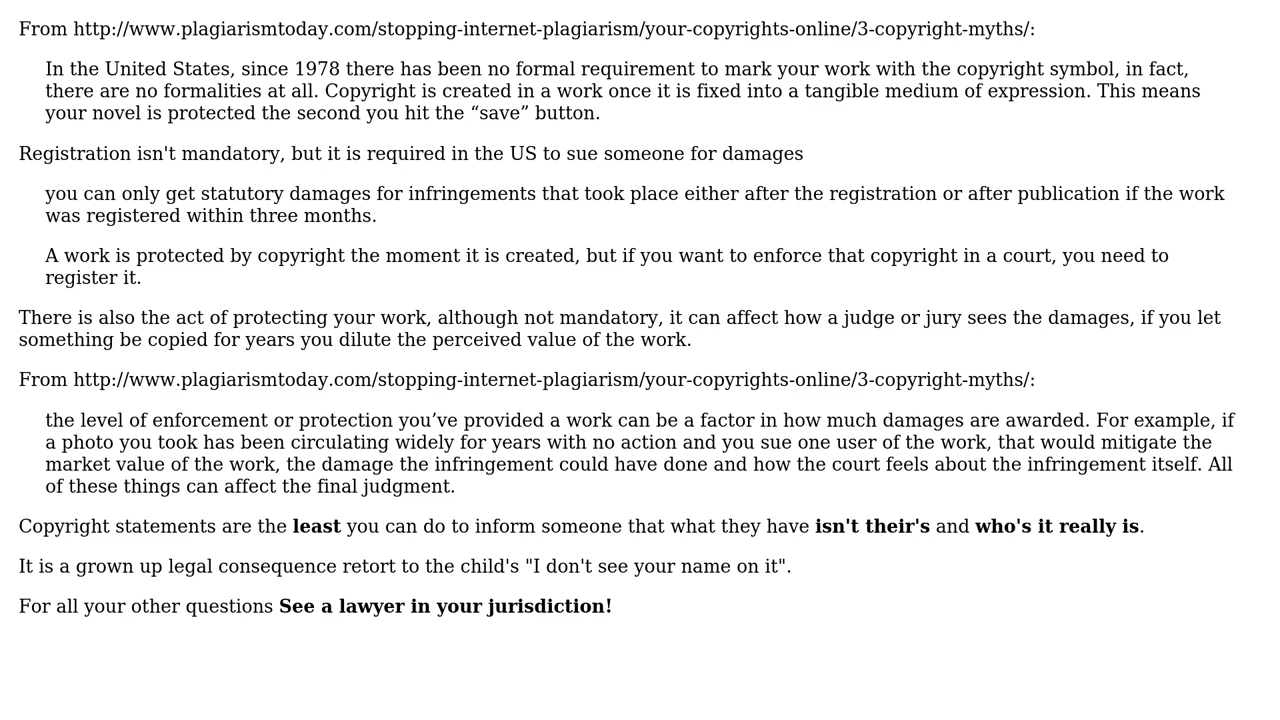 From http://www.plagiarismtoday.com/stopping-internet-plagiarism/your-copyrights-online/3-copyright-myths/:
In the United States, since 1978 there has been no formal requirement to mark your work with the copyright symbol, in fact,
there are no formalities at all. Copyright is created in a work once it is fixed into a tangible medium of expression. This means
your novel is protected the second you hit the “save” button.
Registration isn't mandatory, but it is required in the US to sue someone for damages
you can only get statutory damages for infringements that took place either after the registration or after publication if the work
was registered within three months.
A work is protected by copyright the moment it is created, but if you want to enforce that copyright in a court, you need to
register it.
There is also the act of protecting your work, although not mandatory, it can affect how a judge or jury sees the damages, if you let
something be copied for years you dilute the perceived value of the work.
From http://www.plagiarismtoday.com/stopping-internet-plagiarism/your-copyrights-online/3-copyright-myths/:
the level of enforcement or protection you’ve provided a work can be a factor in how much damages are awarded. For example, if
a photo you took has been circulating widely for years with no action and you sue one user of the work, that would mitigate the
market value of the work, the damage the infringement could have done and how the court feels about the infringement itself. All
of these things can affect the final judgment.
Copyright statements are the least you can do to inform someone that what they have isn't their's and who's it really is.
It is a grown up legal consequence retort to the child's "I don't see your name on it".
For all your other questions See a lawyer in your jurisdiction!